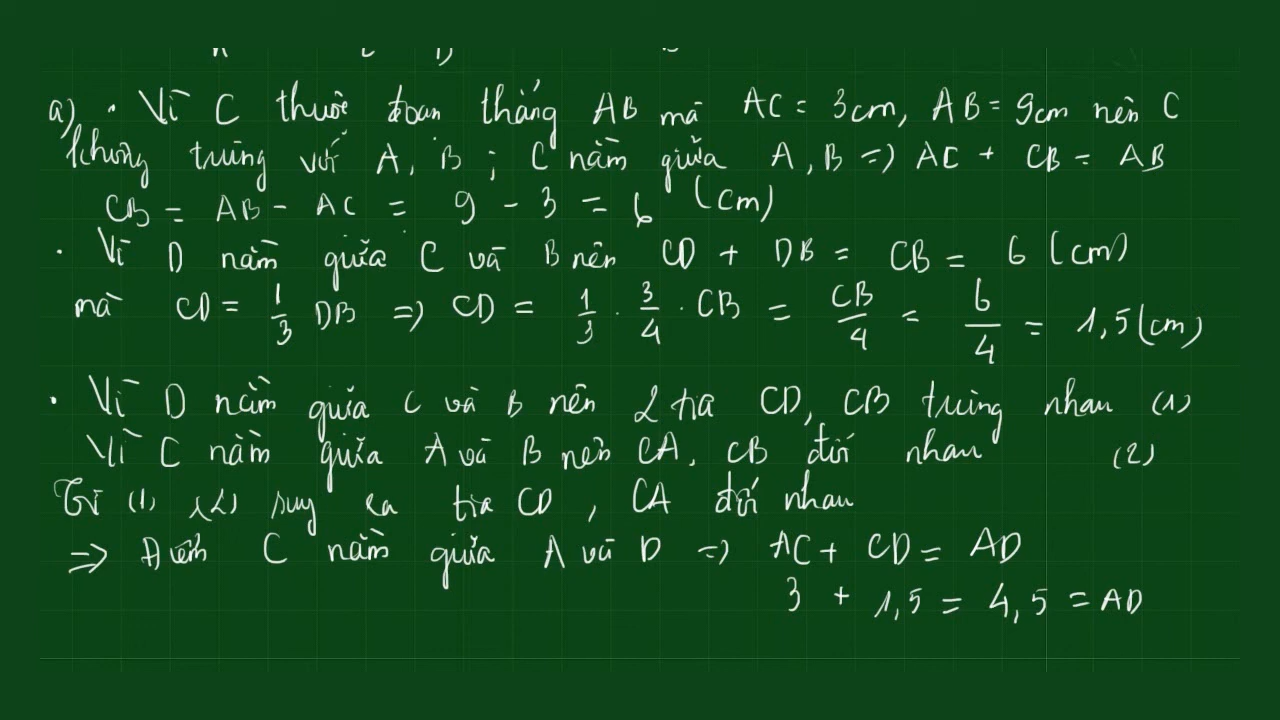 A C D B
a) • Vì C thuộc đoạn thẳng AB mà AC = 3cm, AB = 9cm nên C
không trùng với A, B ; C nằm giữa A, B => AC + CB = AB
CB = AB - AC = 9 - 3 = 6 (cm)
• Vì D nằm giữa C và B nên CD + DB = CB = 6 (cm)
mà CD = 1/3 DB => CD = 1/3 . 3/4 . CB = CB/4 = 6/4 = 1,5 (cm)
• Vì D nằm giữa C và B nên 2 tia CD, CB trùng nhau (1)
Vì C nằm giữa A và B nên CA, CB đối nhau (2)
Từ (1), (2) suy ra tia CD, CA đối nhau
=> Điểm C nằm giữa A và D => AC + CD = AD
3 + 1,5 = 4,5 = AD